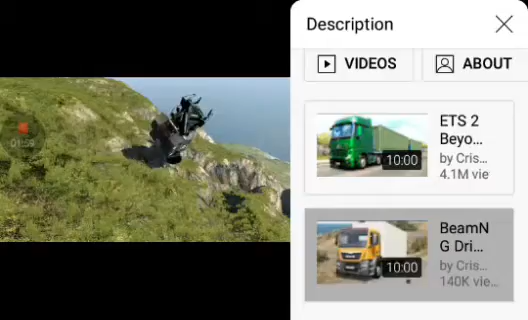 Description
VIDEOS
ABOUT
ETS 2
Beyo...
by Cris...
4.1M vie
10:00
BeamN
G Dri...
by Cris...
140K vie...
10:00